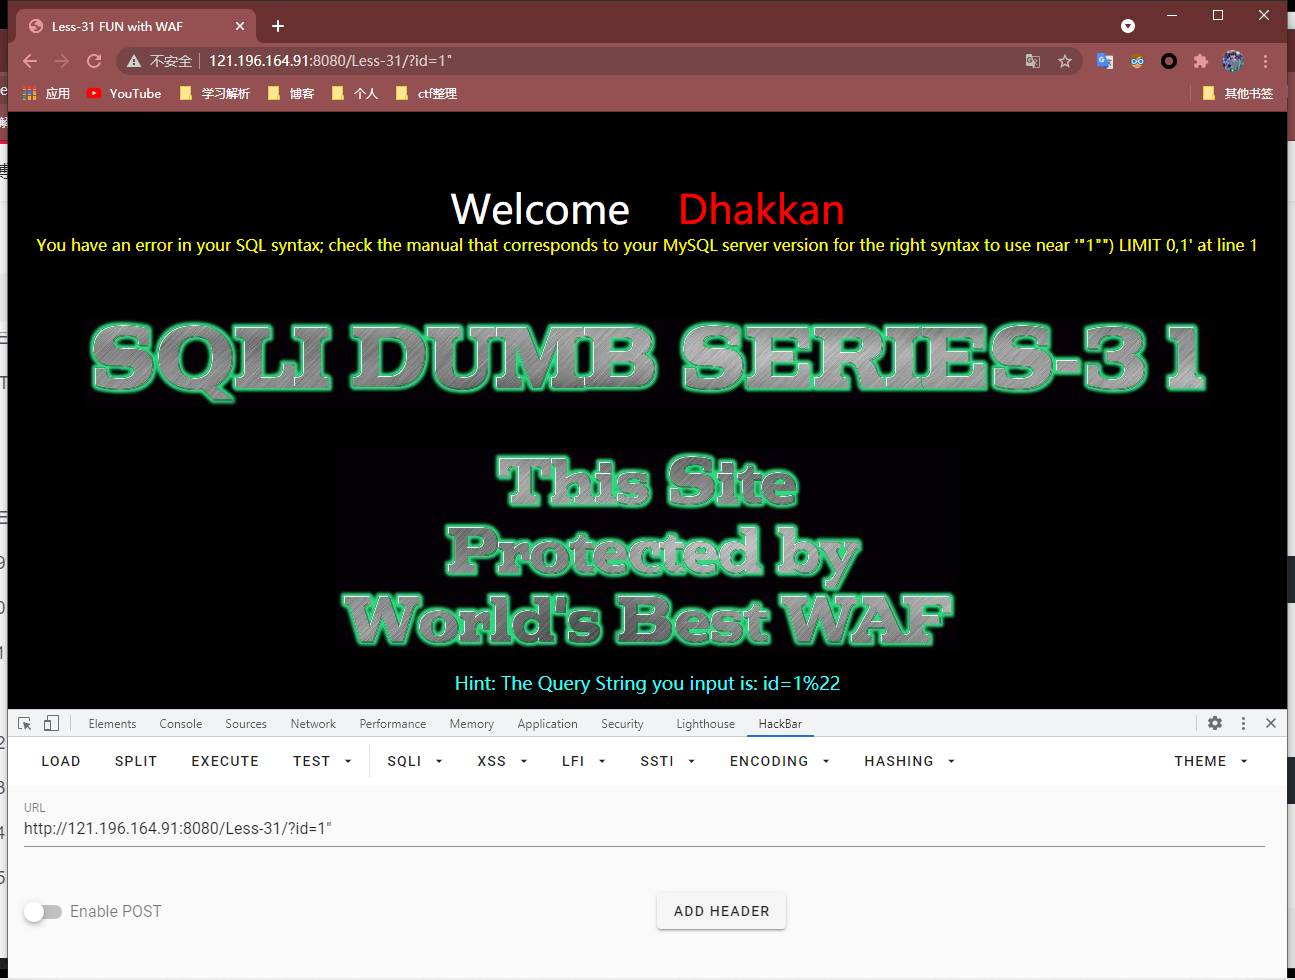 Less-31 FUN with WAF
不安全 121.196.164.91:8080/Less-31/?id=1"
应用 YouTube 学习解析 博客 个人 ctf整理 其他书签
Welcome Dhakkan
You have an error in your SQL syntax; check the manual that corresponds to your MySQL server version for the right syntax to use near '"1"") LIMIT 0,1' at line 1
SQLI DUMB SERIES-31
This Site
Protected by
World's Best WAF
Hint: The Query String you input is: id=1%22
Elements Console Sources Network Performance Memory Application Security Lighthouse HackBar
LOAD SPLIT EXECUTE TEST SQLI XSS LFI SSTI ENCODING HASHING THEME
URL
http://121.196.164.91:8080/Less-31/?id=1"
Enable POST ADD HEADER